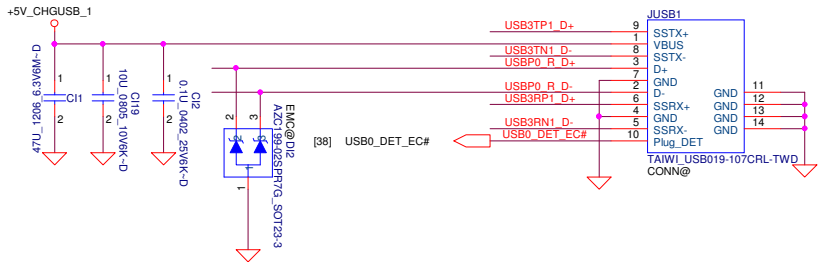 +5V_CHGUSB_1
JUSB1
USB3TP1_D+ 9 SSTX+
1 VBUS
USB3TN1_D- 8 SSTX-
USBP0_R_D+ 3 D+
7 GND
USBP0_R_D- 2 D-
USB3RP1_D+ 6 SSRX+
4 GND
USB3RN1_D- 5 SSRX-
USB0_DET_EC# 10 Plug_DET
GND 11
GND 12
GND 13
GND 14
TAIWI_USB019-107CRL-TWD
CONN@
1
2
CI1
47U_1206_6.3V6M~D
1
2
CI19
10U_0805_10V6K~D
1
2
CI2
0.1U_0402_25V6K~D
2
3
1
1
EMC@DI2
AZC199-02SPR7G_SOT23-3
[38] USB0_DET_EC#